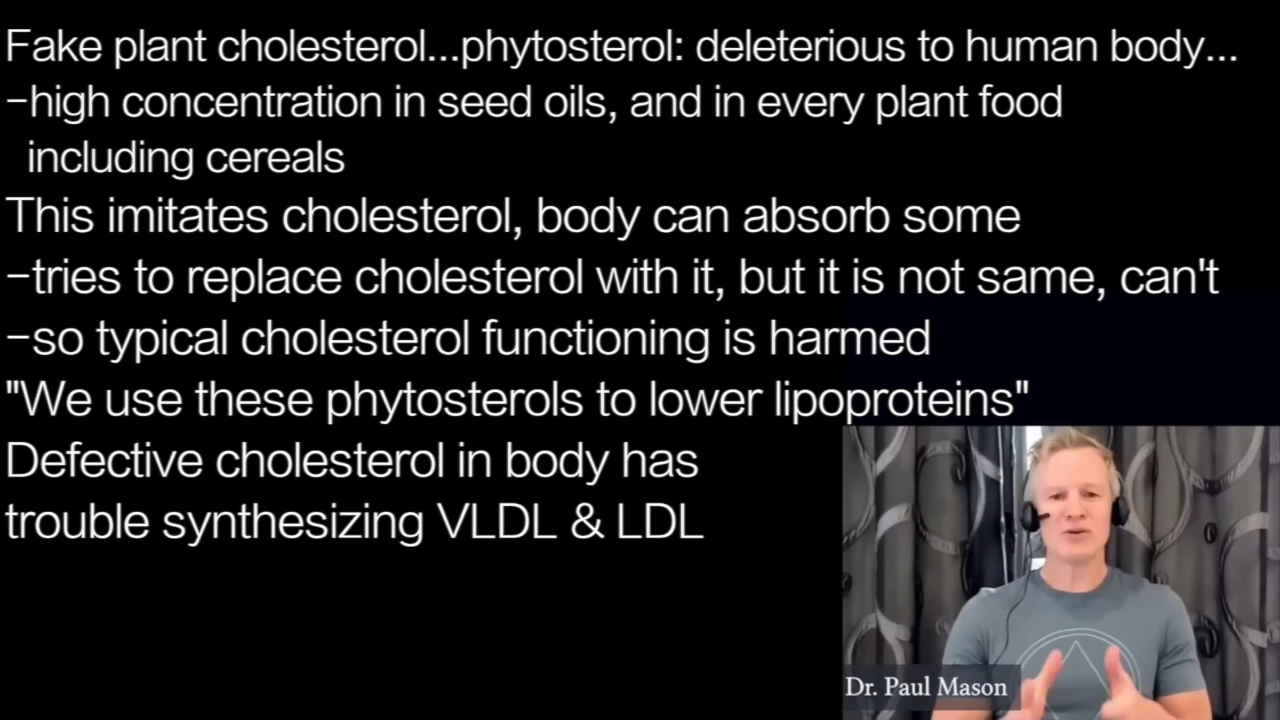 Fake plant cholesterol...phytosterol: deleterious to human body...
-high concentration in seed oils, and in every plant food
including cereals
This imitates cholesterol, body can absorb some
-tries to replace cholesterol with it, but it is not same, can't
-so typical cholesterol functioning is harmed
"We use these phytosterols to lower lipoproteins"
Defective cholesterol in body has
trouble synthesizing VLDL & LDL
Dr. Paul Mason